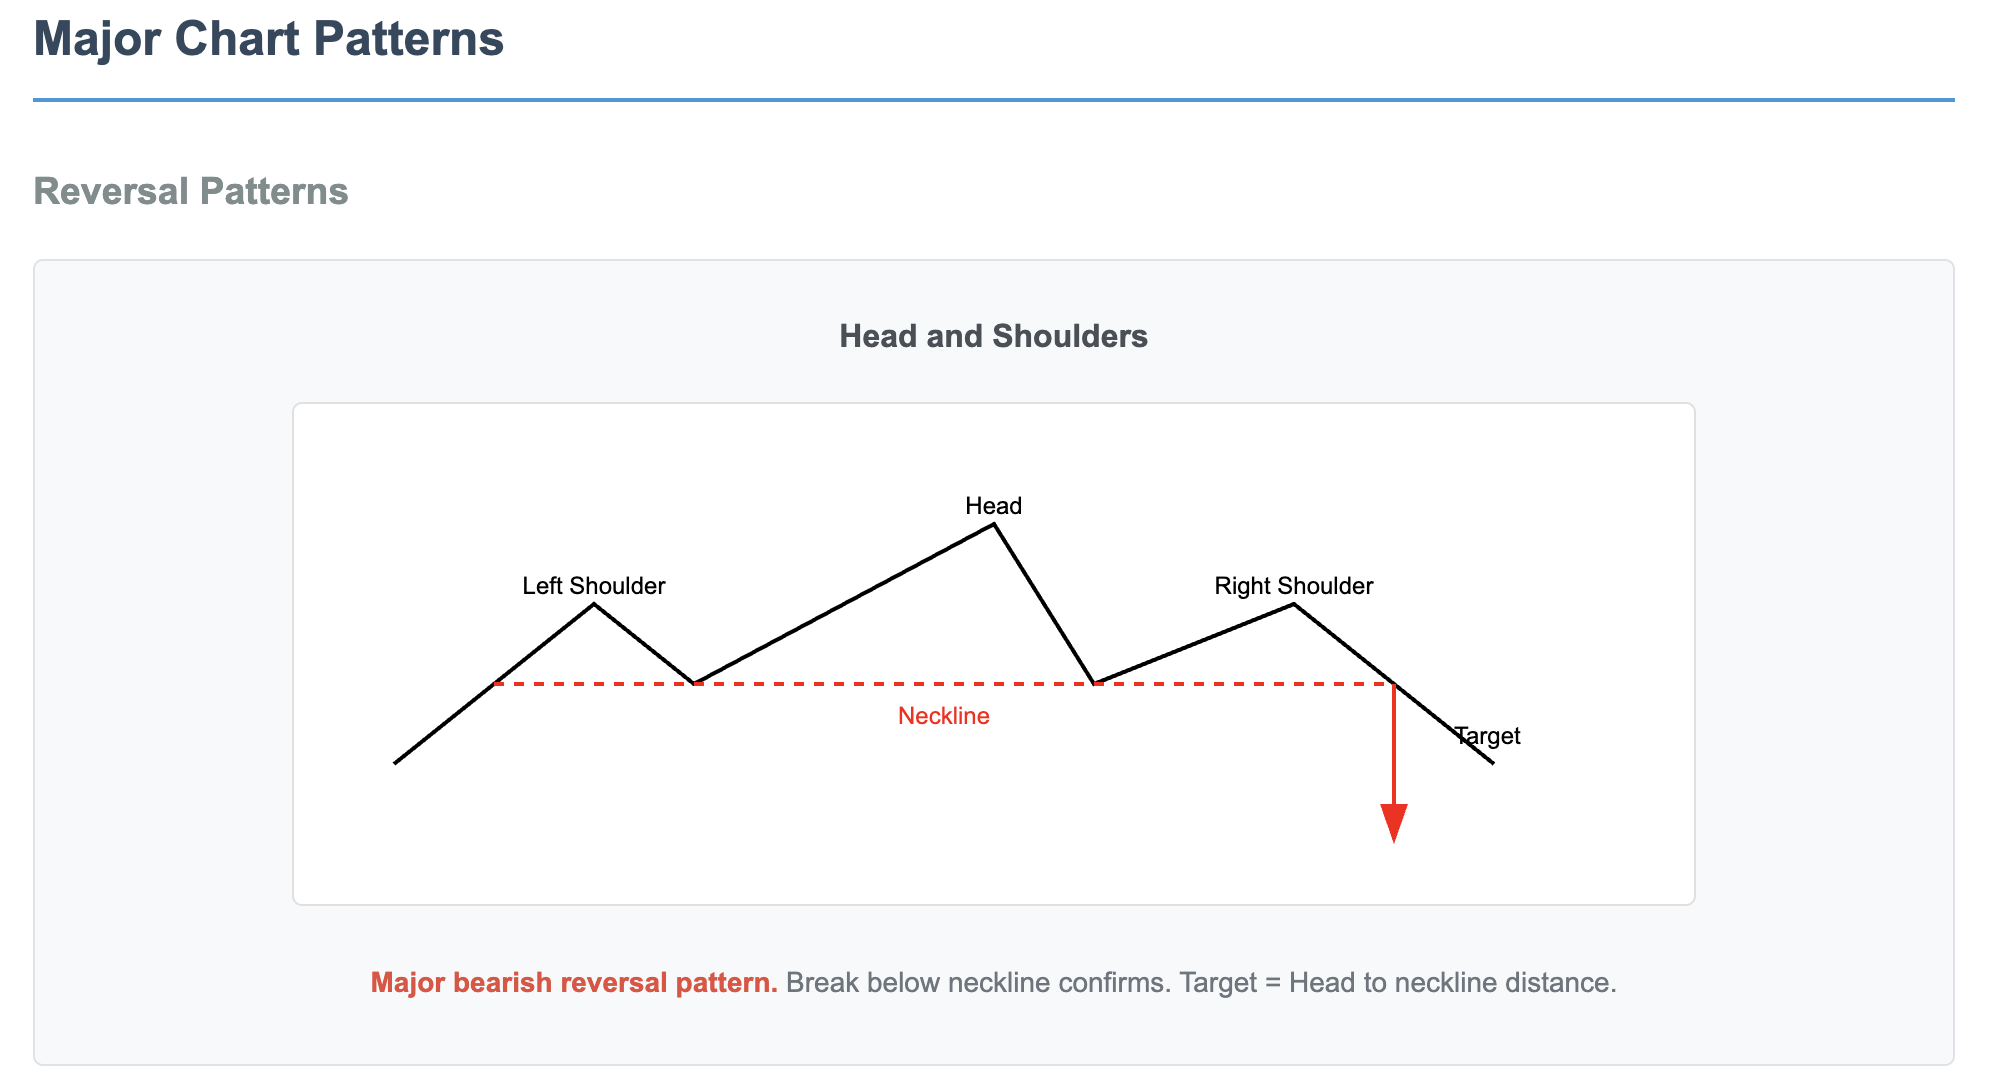 Major Chart Patterns
Reversal Patterns
Head and Shoulders
Head
Left Shoulder
Right Shoulder
Neckline
Target
Major bearish reversal pattern. Break below neckline confirms. Target = Head to neckline distance.